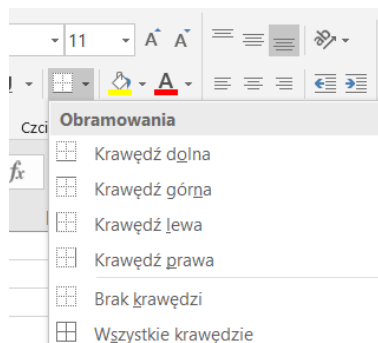 11 A A
A
Czci
Obramowania
fx
Krawędź dolna
Krawędź górna
Krawędź lewa
Krawędź prawa
Brak krawędzi
Wszystkie krawędzie